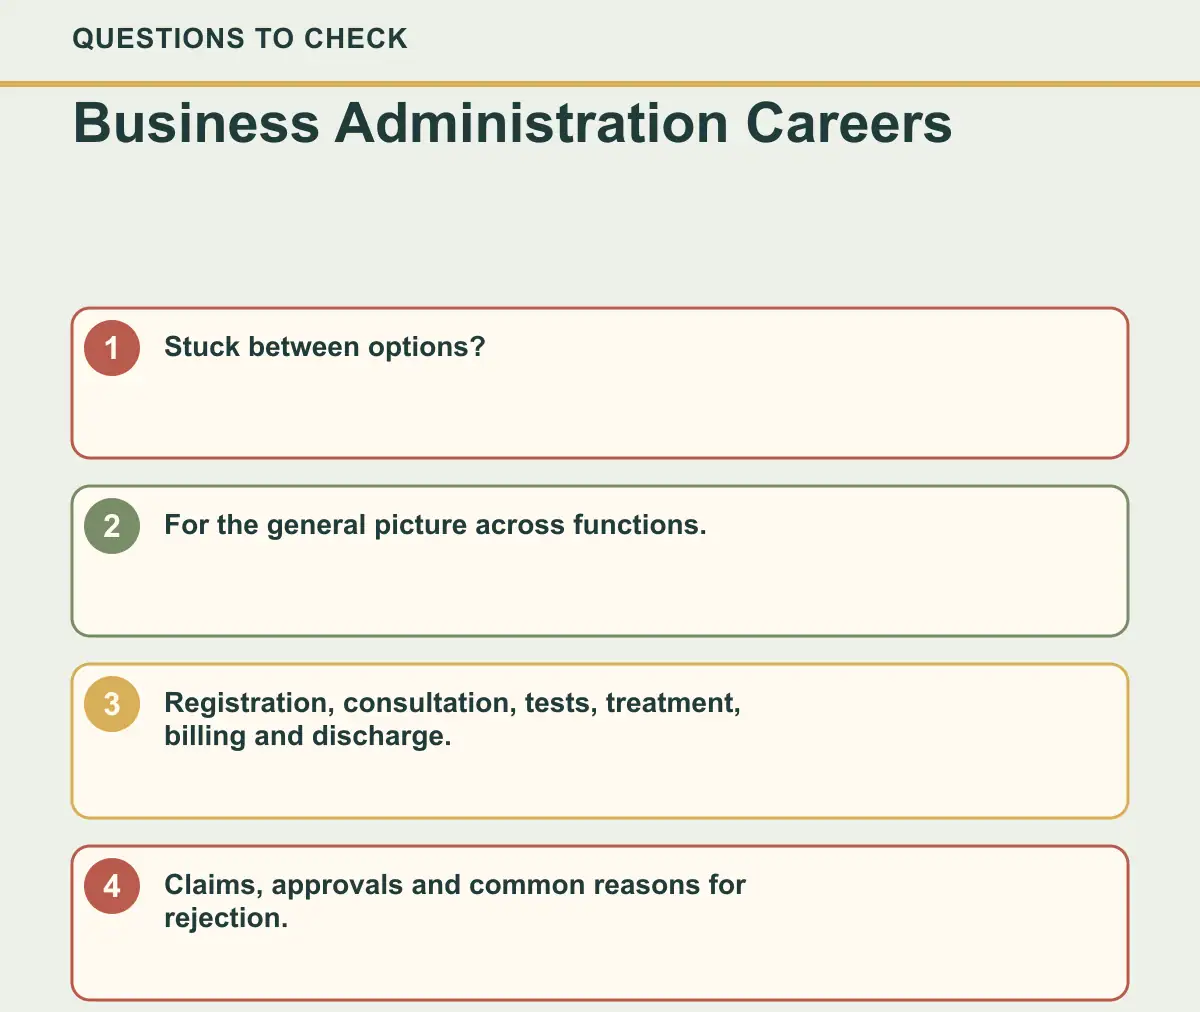 QUESTIONS TO CHECK
Business Administration Careers
1
Stuck between options?
2
For the general picture across functions.
3
Registration, consultation, tests, treatment,
billing and discharge.
4
Claims, approvals and common reasons for
rejection.